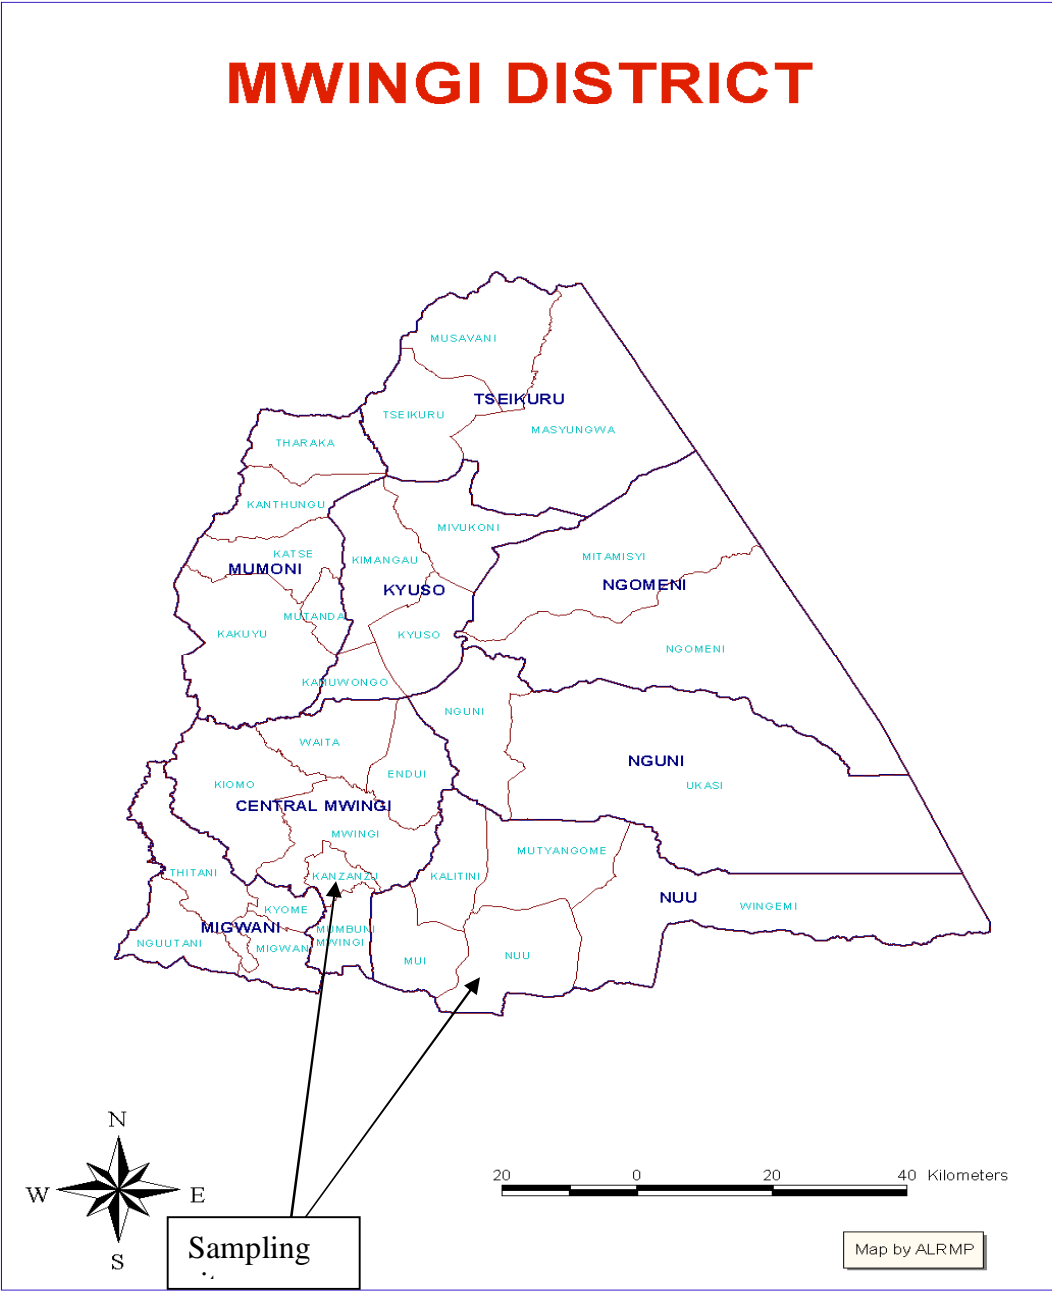 MWINGI DISTRICT
MUSAVANI
TSEIKURU
TSEIKURU
MASYUNGWA
THARAKA
KANTHUNGU
MIVUKONI
KATSE
KIMANGAU
MITAMISYI
MUMONI
KYUSO
NGOMENI
MUTANDA
KAKUYU
KYUSO
NGOMENI
KAMUWONGO
NGUNI
WAITA
NGUNI
ENDUI
KIOMO
UKASI
CENTRAL MWINGI
MWINGI
MUTYANGOME
THITANI
KANZANZU
KALITINI
NUU
WINGEMI
KYOME
MIGWANI
MUMBUNI
NGUUTANI
MIGWAN
MWINGI
MUI
NUU
N
W
E
S
20 0 20 40 Kilometers
Sampling
Map by ALRMP